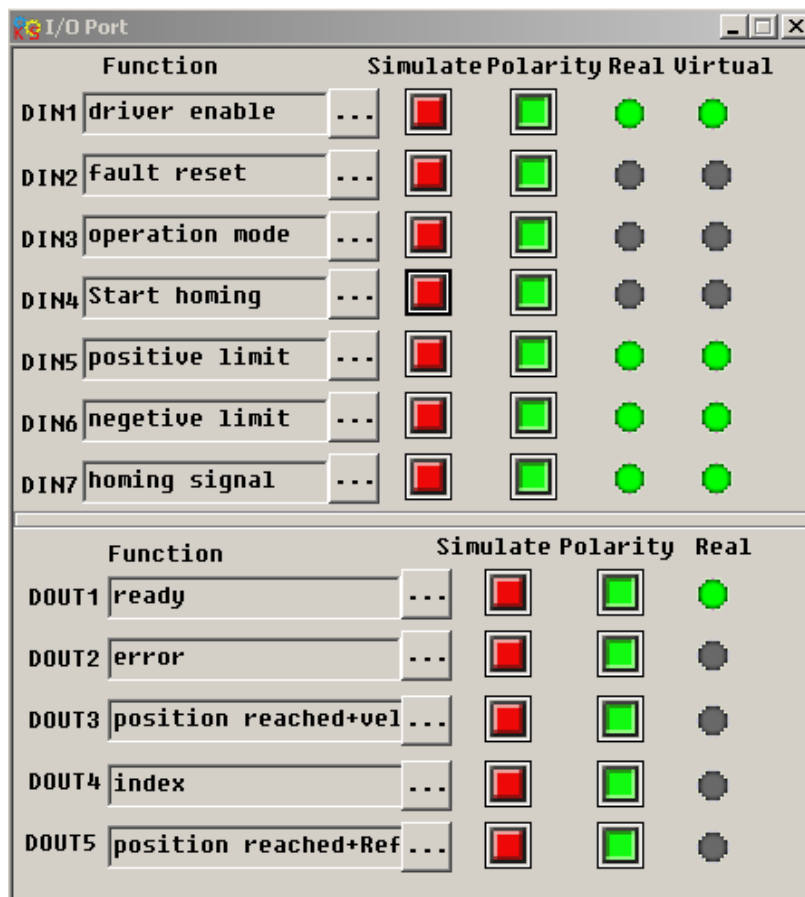 I/O Port
Function Simulate Polarity Real Virtual
DIN1 driver enable ...
DIN2 fault reset ...
DIN3 operation mode ...
DIN4 Start homing ...
DIN5 positive limit ...
DIN6 negetive limit ...
DIN7 homing signal ...
Function Simulate Polarity Real
DOUT1 ready ...
DOUT2 error ...
DOUT3 position reached+vel ...
DOUT4 index ...
DOUT5 position reached+Ref ...